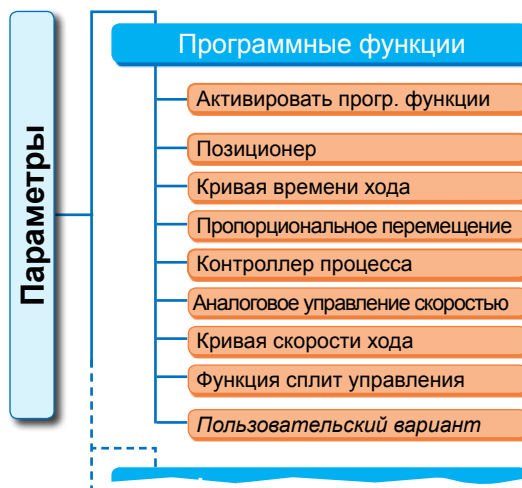 Параметры
Программные функции
Активировать прогр. функции
Позиционер
Кривая времени хода
Пропорциональное перемещение
Контроллер процесса
Аналоговое управление скоростью
Кривая скорости хода
Функция сплит управления
Пользовательский вариант